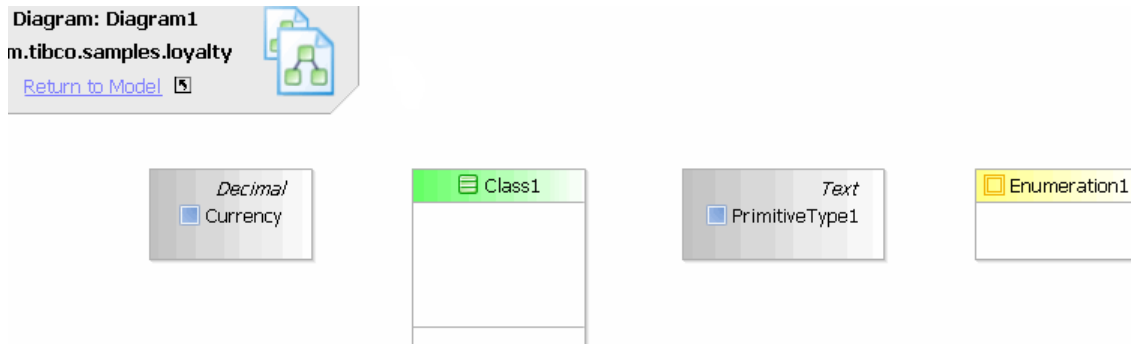 Diagram: Diagram1
m.tibco.samples.loyalty
Return to Model
Decimal
Currency
Class1
Text
PrimitiveType1
Enumeration1